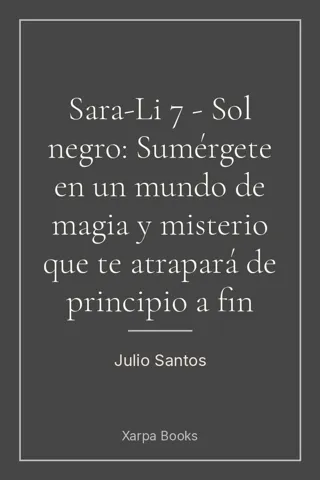 Sara-Li 7 - Sol
negro: Sumérgete
en un mundo de
magia y misterio
que te atrapará de
principio a fin
Julio Santos
Xarpa Books